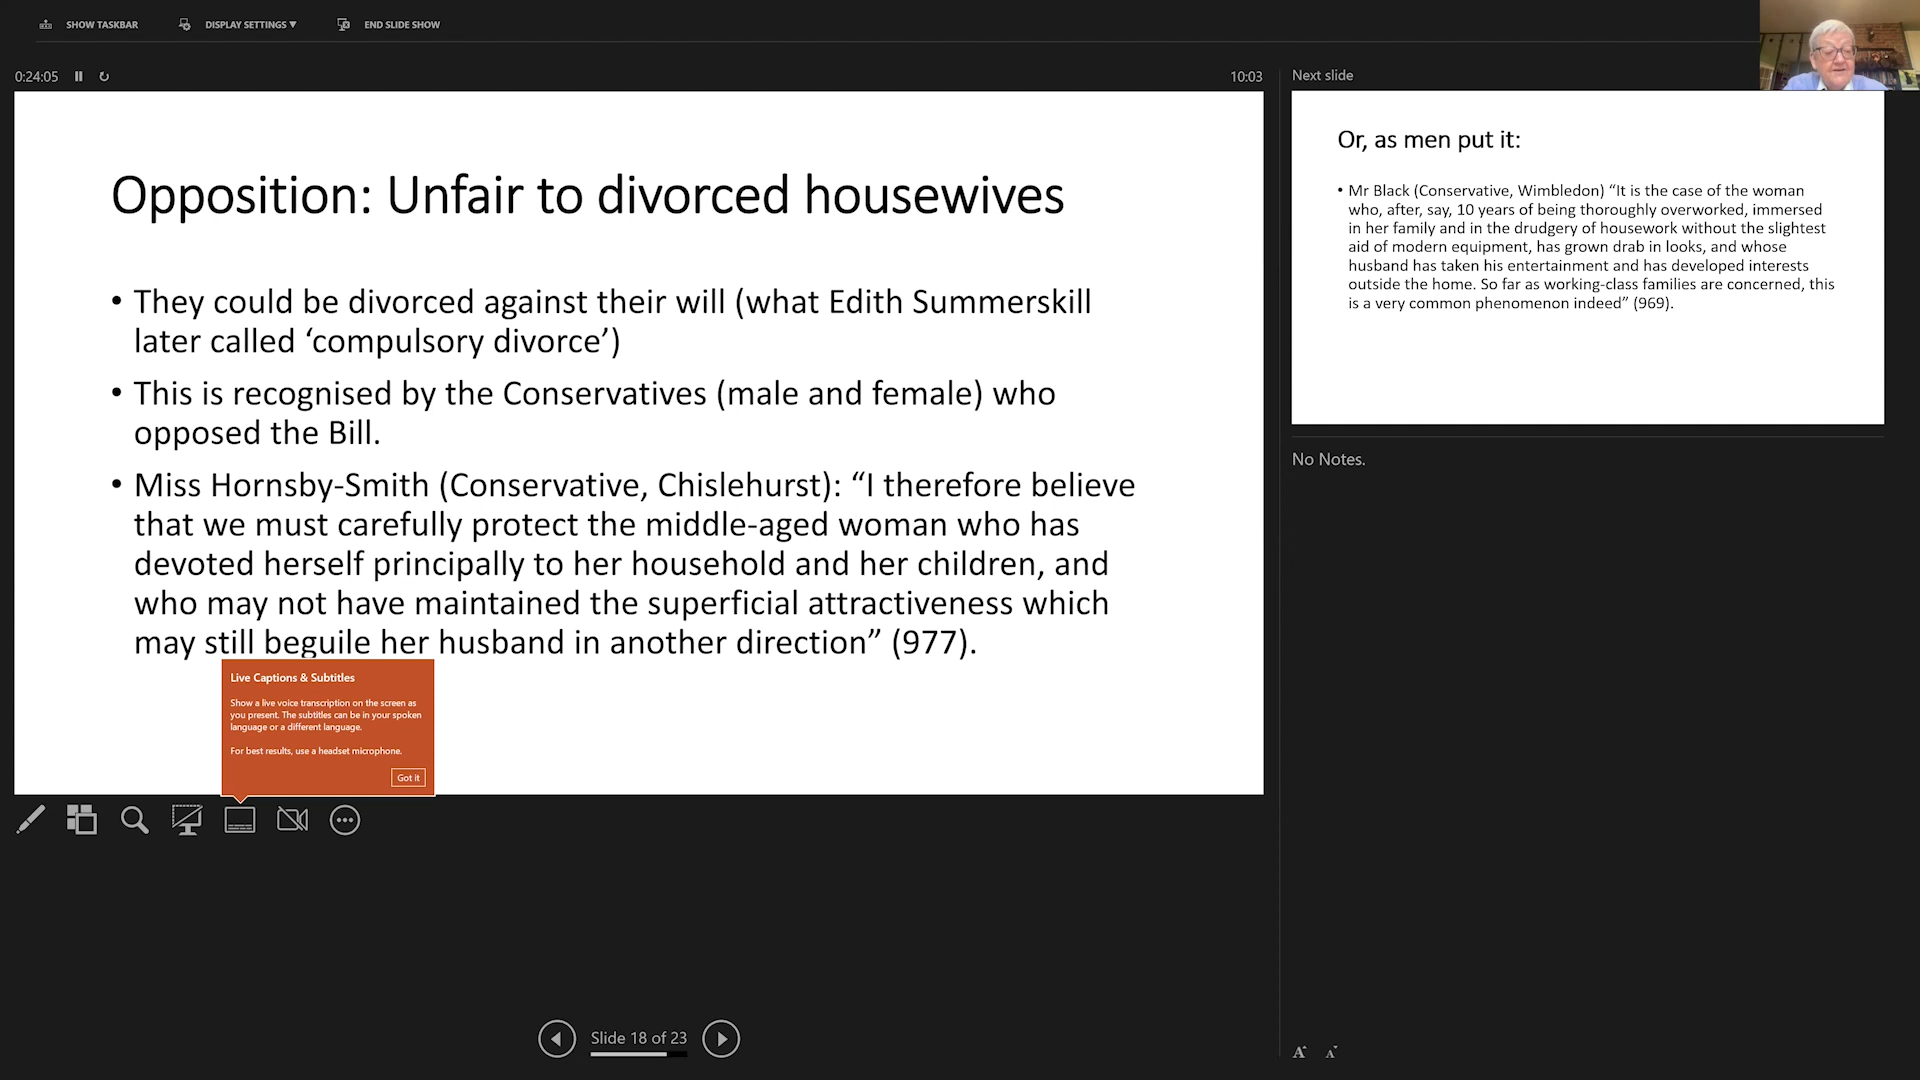 SHOW TASKBAR
DISPLAY SETTINGS ▼
END SLIDE SHOW
0:24:05
10:03
Opposition: Unfair to divorced housewives
• They could be divorced against their will (what Edith Summerskill
later called ‘compulsory divorce’)
• This is recognised by the Conservatives (male and female) who
opposed the Bill.
• Miss Hornsby-Smith (Conservative, Chislehurst): “I therefore believe
that we must carefully protect the middle-aged woman who has
devoted herself principally to her household and her children, and
who may not have maintained the superficial attractiveness which
may still beguile her husband in another direction” (977).
Live Captions & Subtitles
Show a live voice transcription on the screen as
you present. The subtitles can be in your spoken
language or a different language.
For best results, use a headset microphone.
Got it
Slide 18 of 23
Next slide
Or, as men put it:
• Mr Black (Conservative, Wimbledon) “It is the case of the woman
who, after, say, 10 years of being thoroughly overworked, immersed
in her family and in the drudgery of housework without the slightest
aid of modern equipment, has grown drab in looks, and whose
husband has taken his entertainment and has developed interests
outside the home. So far as working-class families are concerned, this
is a very common phenomenon indeed” (969).
No Notes.
A A